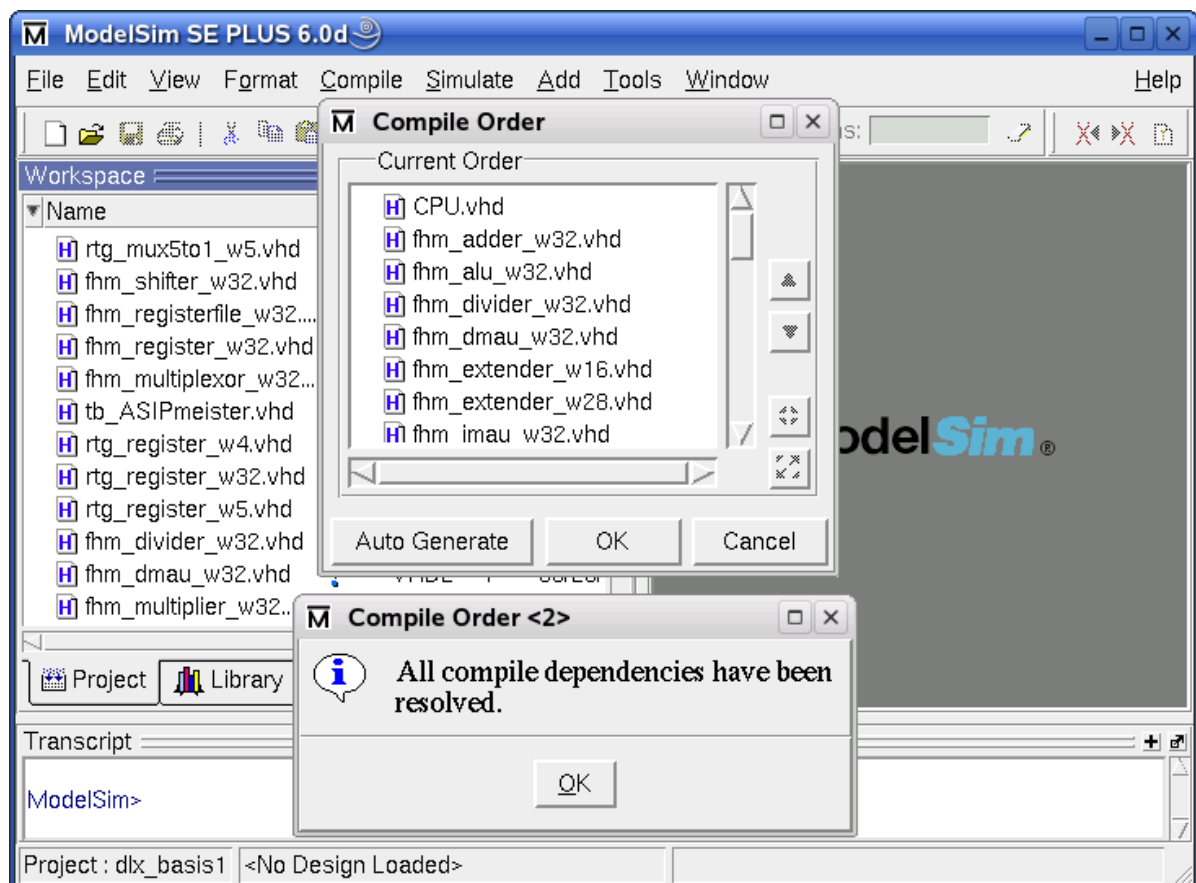 ModelSim SE PLUS 6.0d
File Edit View Format Compile Simulate Add Tools Window Help
Compile Order
Current Order
CPU.vhd
fhm_adder_w32.vhd
fhm_alu_w32.vhd
fhm_divider_w32.vhd
fhm_dmau_w32.vhd
fhm_extender_w16.vhd
fhm_extender_w28.vhd
fhm_imau_w32.vhd
Auto Generate OK Cancel
Workspace
Name
rtg_mux5to1_w5.vhd
fhm_shifter_w32.vhd
fhm_registerfile_w32....
fhm_register_w32.vhd
fhm_multiplexor_w32...
tb_ASIPmeister.vhd
rtg_register_w4.vhd
rtg_register_w32.vhd
rtg_register_w5.vhd
fhm_divider_w32.vhd
fhm_dmau_w32.vhd
fhm_multiplier_w32..
Project Library
odelSim ®
Compile Order <2>
All compile dependencies have been
resolved.
OK
Transcript
ModelSim>
Project : dlx_basis1 <No Design Loaded>